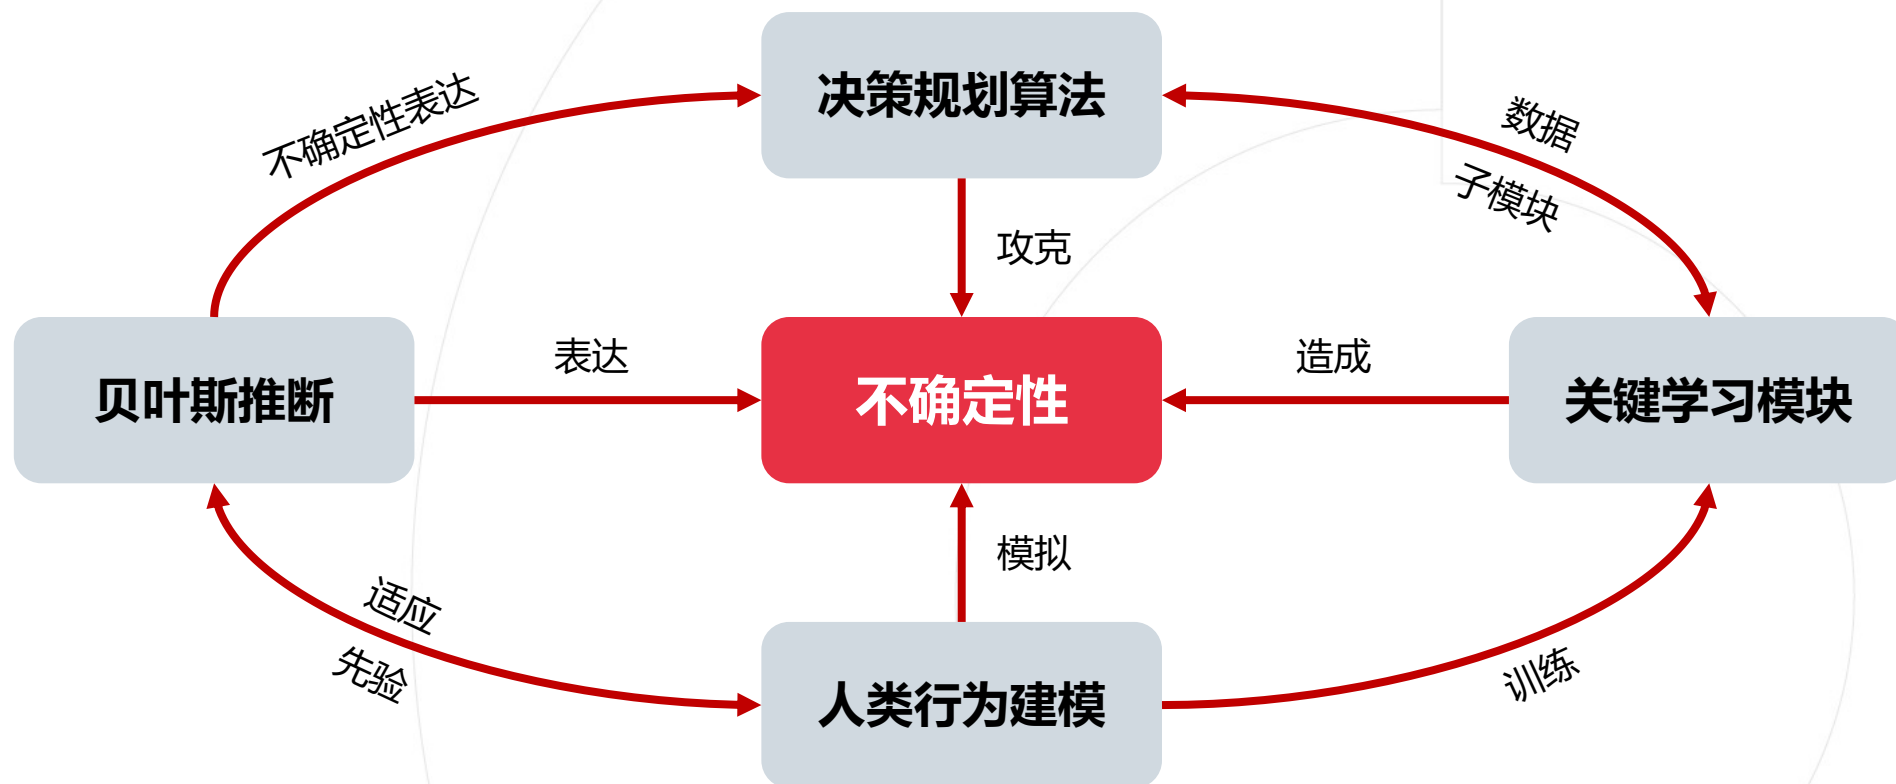 决策规划算法
不确定性表达
数据
子模块
攻克
贝叶斯推断
表达
不确定性
造成
关键学习模块
模拟
适应
先验
训练
人类行为建模